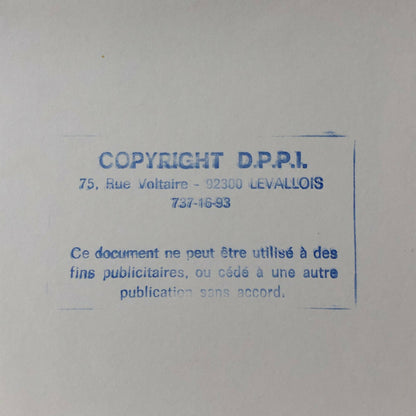 COPYRIGHT D.P.P.I.
75, Rue Voltaire - 92300 LEVALLOIS
737-16-93
Ce document ne peut être utilisé à des
fins publicitaires, ou cédé à une autre
publication sans accord.